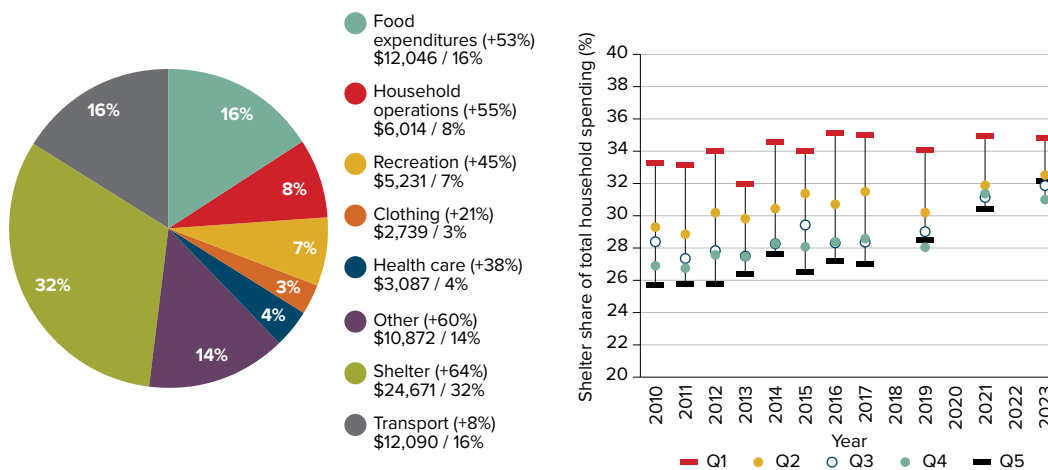 16%
8%
7%
3%
4%
14%
32%
16%
Food
expenditures (+53%)
$12,046 / 16%
Household
operations (+55%)
$6,014 / 8%
Recreation (+45%)
$5,231 / 7%
Clothing (+21%)
$2,739 / 3%
Health care (+38%)
$3,087 / 4%
Other (+60%)
$10,872 / 14%
Shelter (+64%)
$24,671 / 32%
Transport (+8%)
$12,090 / 16%
Shelter share of total household spending (%)
40
38
36
34
32
30
28
26
24
22
20
2010
2011
2012
2013
2014
2015
2016
2017
2018
2019
2020
2021
2022
2023
Year
Q1 Q2 Q3 Q4 Q5